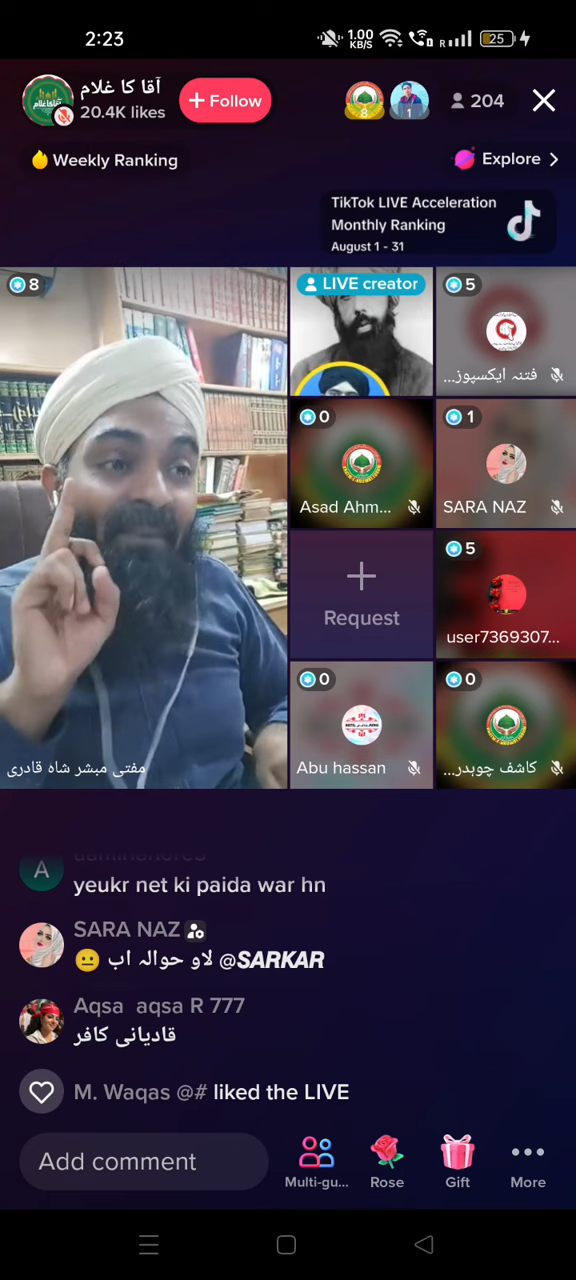 2:23
1.00
KB/S
R
25
آقا کا غلام
20.4K likes
+ Follow
8
1
204
Weekly Ranking
Explore
TikTok LIVE Acceleration
Monthly Ranking
August 1 - 31
8
LIVE creator
5
فتنہ ایکسپوز...
0
Asad Ahm...
1
SARA NAZ
Request
5
user7369307...
مفتی مبشر شاہ قادری
0
Abu hassan
0
کاشف چوہدر...
A
yeukr net ki paida war hn
SARA NAZ
@SARKAR لاو حوالہ اب 😐
Aqsa aqsa R 777
قادیانی کافر
M. Waqas @# liked the LIVE
Add comment
Multi-gu...
Rose
Gift
More